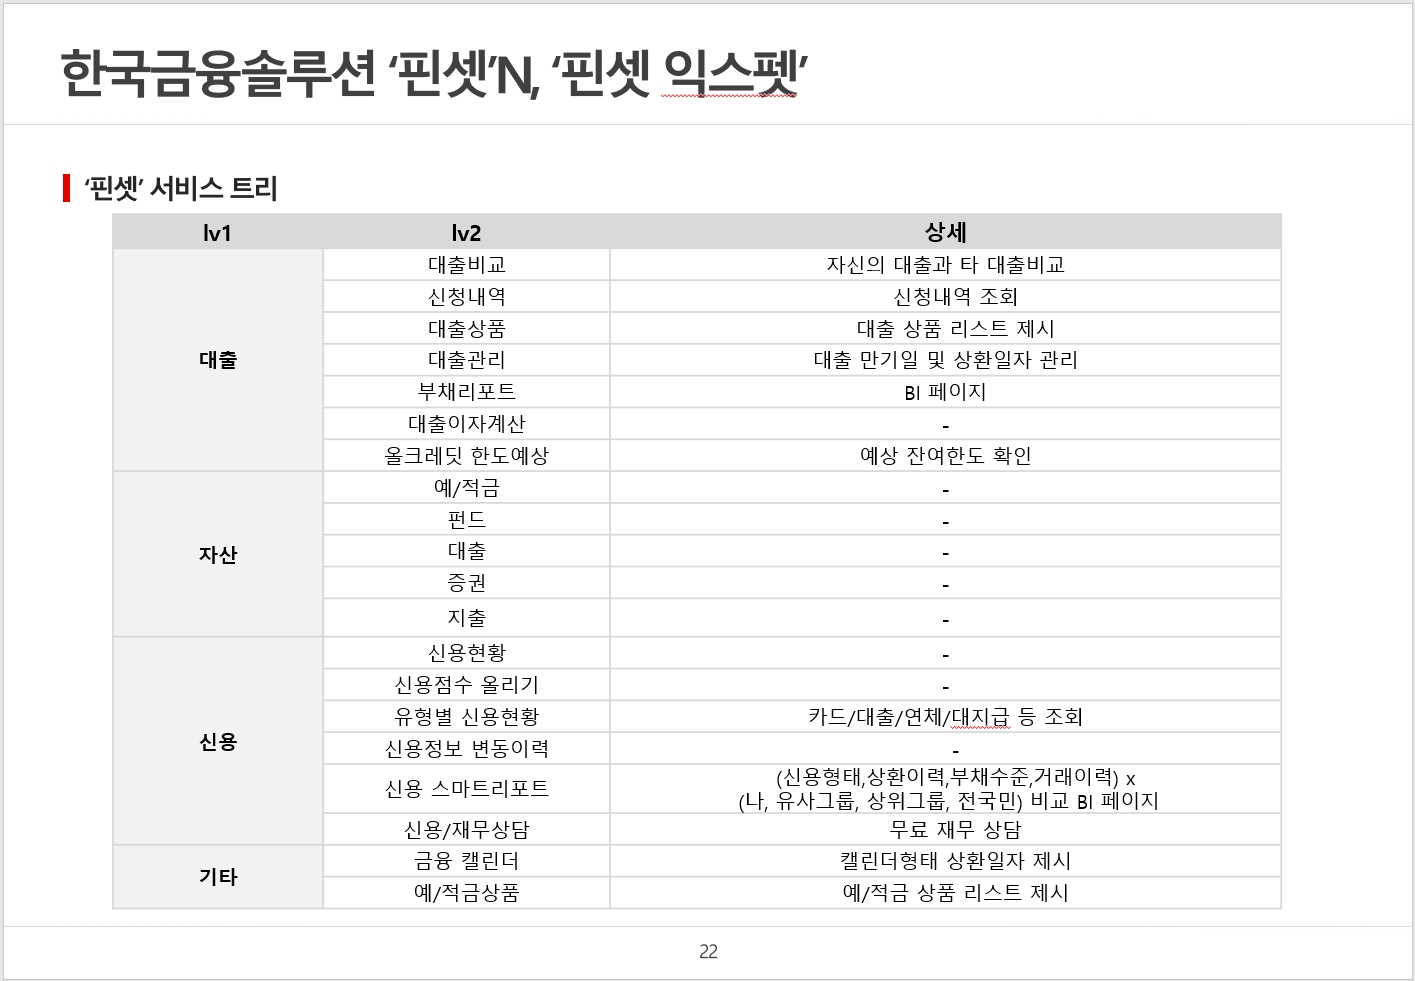 한국금융솔루션 ‘핀셋’N, ‘핀셋 익스펫’
‘핀셋’ 서비스 트리
lv1 lv2 상세
대출
대출비교 자신의 대출과 타 대출비교
신청내역 신청내역 조회
대출상품 대출 상품 리스트 제시
대출관리 대출 만기일 및 상환일자 관리
부채리포트 BI 페이지
대출이자계산 -
올크레딧 한도예상 예상 잔여한도 확인
자산
예/적금 -
펀드 -
대출 -
증권 -
지출 -
신용
신용현황 -
신용점수 올리기 -
유형별 신용현황 카드/대출/연체/대지급 등 조회
신용정보 변동이력 -
신용 스마트리포트 (신용형태,상환이력,부채수준,거래이력) x
(나, 유사그룹, 상위그룹, 전국민) 비교 BI 페이지
신용/재무상담 무료 재무 상담
기타
금융 캘린더 캘린더형태 상환일자 제시
예/적금상품 예/적금 상품 리스트 제시
22